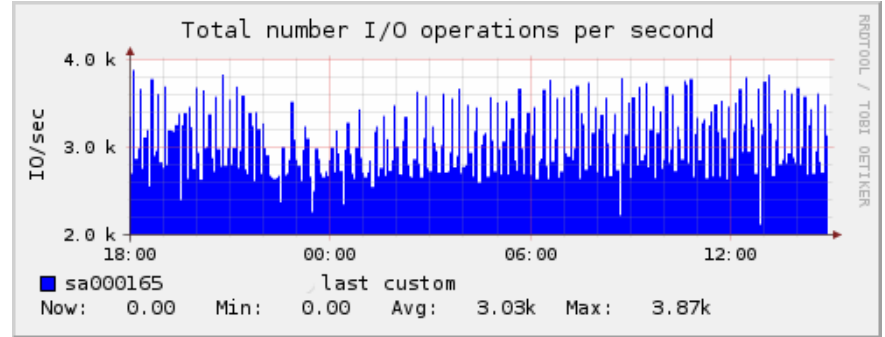 Total number I/O operations per second
RRDTOOL / TOBI OETIKER
IO/sec
4.0 k
3.0 k
2.0 k
18:00 00:00 06:00 12:00
sa000165 last custom
Now: 0.00 Min: 0.00 Avg: 3.03k Max: 3.87k